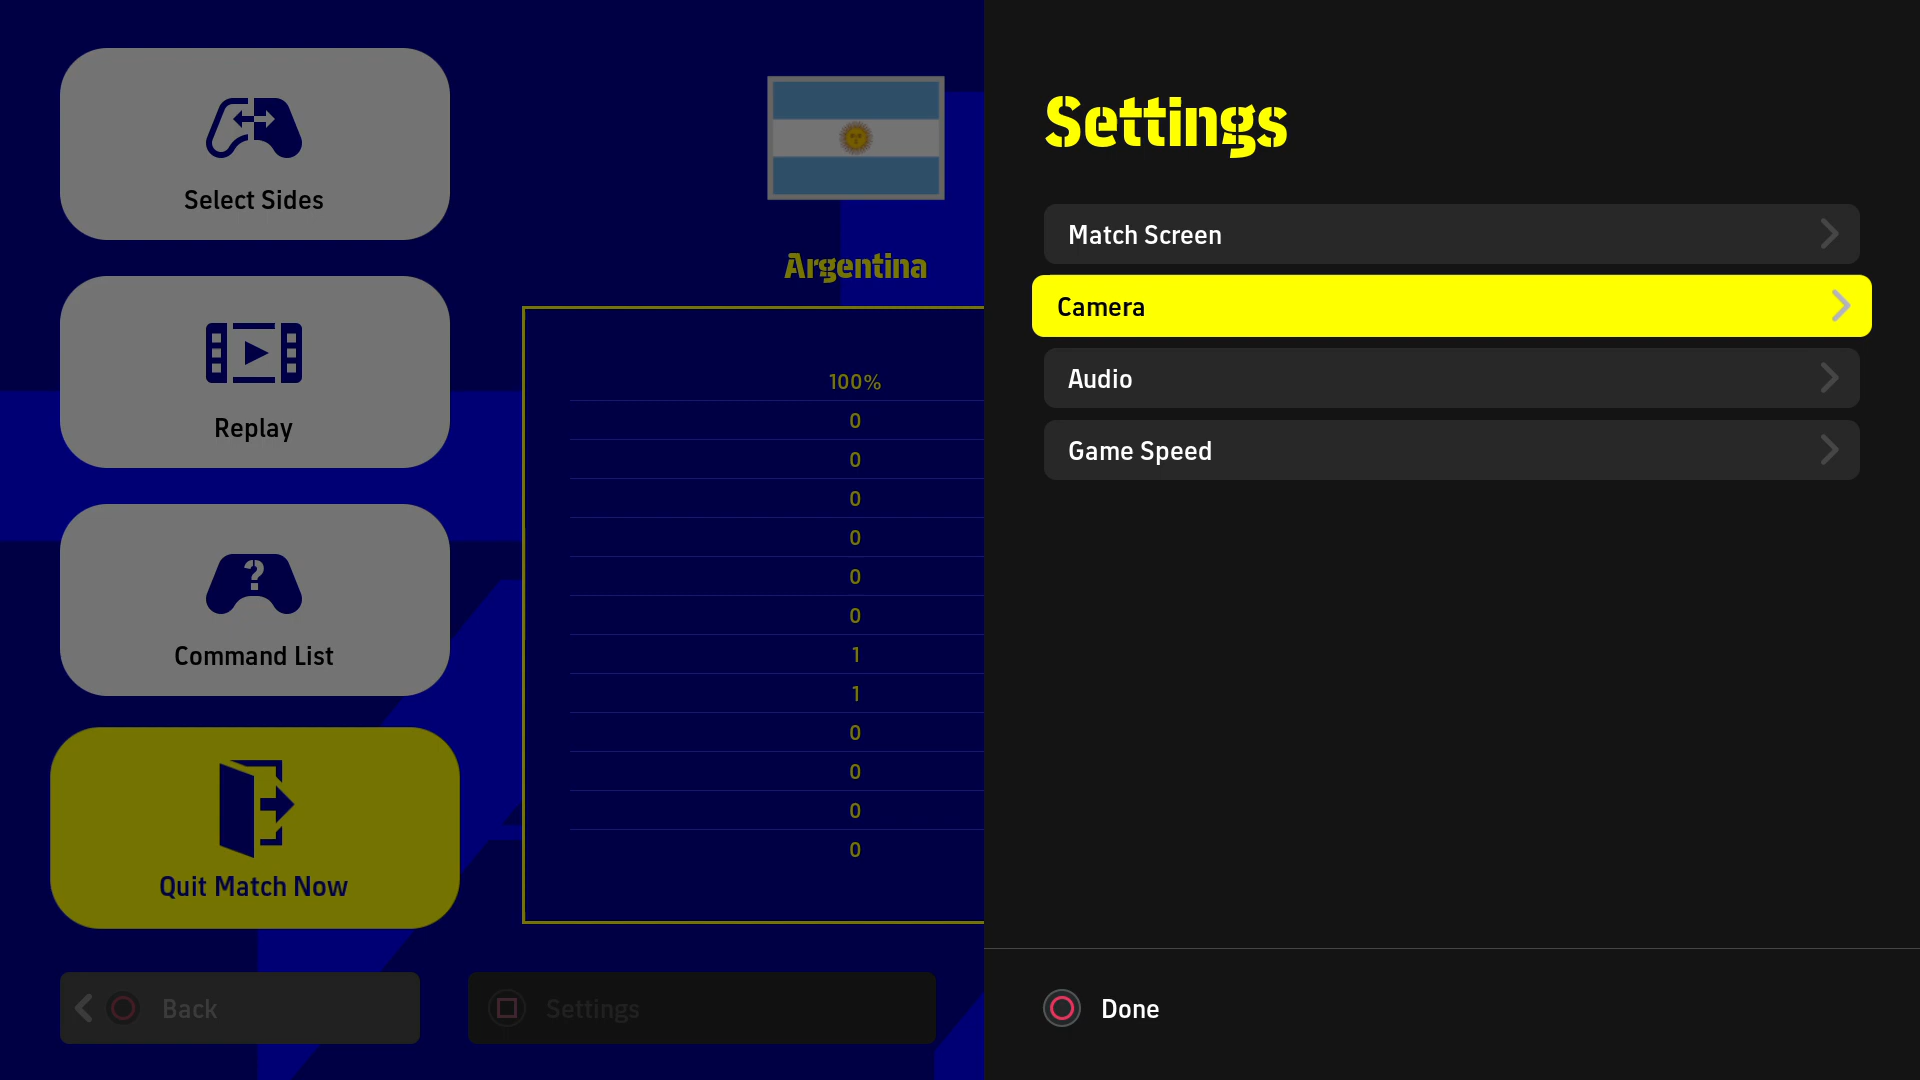 Select Sides
Replay
Command List
Quit Match Now
Back
Settings
Argentina
100%
0
0
0
0
0
0
1
1
0
0
0
0
Settings
Match Screen
Camera
Audio
Game Speed
Done